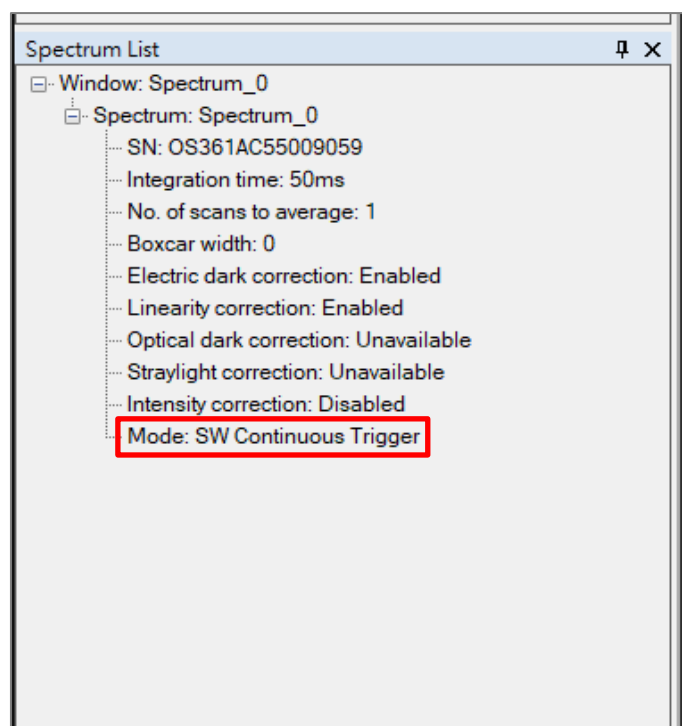 Spectrum List
Window: Spectrum_0
Spectrum: Spectrum_0
SN: OS361AC55009059
Integration time: 50ms
No. of scans to average: 1
Boxcar width: 0
Electric dark correction: Enabled
Linearity correction: Enabled
Optical dark correction: Unavailable
Straylight correction: Unavailable
Intensity correction: Disabled
Mode: SW Continuous Trigger